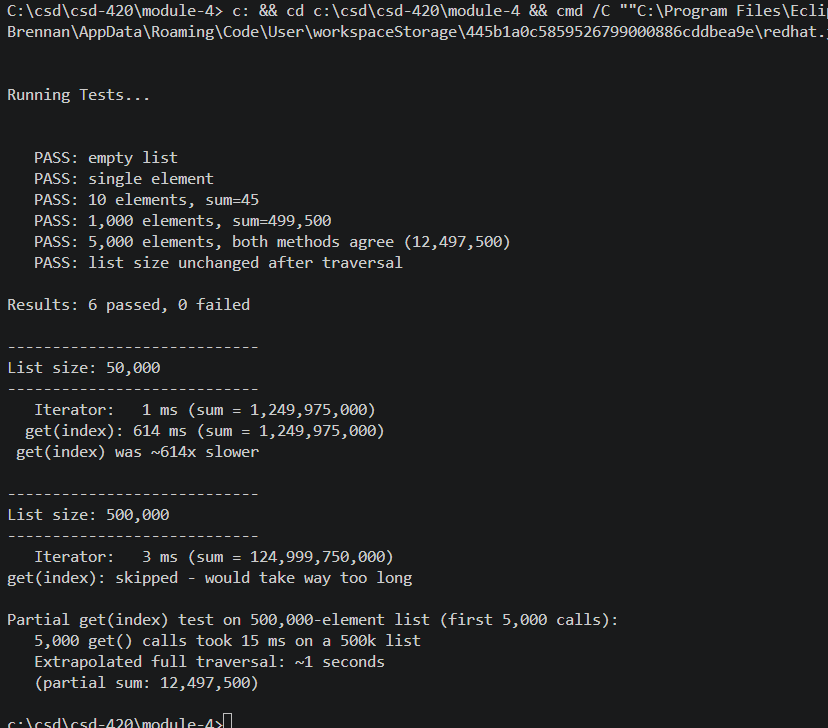 C:\csd\csd-420\module-4> c: && cd c:\csd\csd-420\module-4 && cmd /C ""C:\Program Files\Eclip
Brennan\AppData\Roaming\Code\User\workspaceStorage\445b1a0c5859526799000886cddbea9e\redhat.
Running Tests...
PASS: empty list
PASS: single element
PASS: 10 elements, sum=45
PASS: 1,000 elements, sum=499,500
PASS: 5,000 elements, both methods agree (12,497,500)
PASS: list size unchanged after traversal
Results: 6 passed, 0 failed
----------------------------
List size: 50,000
----------------------------
Iterator:   1 ms (sum = 1,249,975,000)
get(index): 614 ms (sum = 1,249,975,000)
get(index) was ~614x slower
----------------------------
List size: 500,000
----------------------------
Iterator:   3 ms (sum = 124,999,750,000)
get(index): skipped - would take way too long
Partial get(index) test on 500,000-element list (first 5,000 calls):
5,000 get() calls took 15 ms on a 500k list
Extrapolated full traversal: ~1 seconds
(partial sum: 12,497,500)
c:\csd\csd-420\module-4>